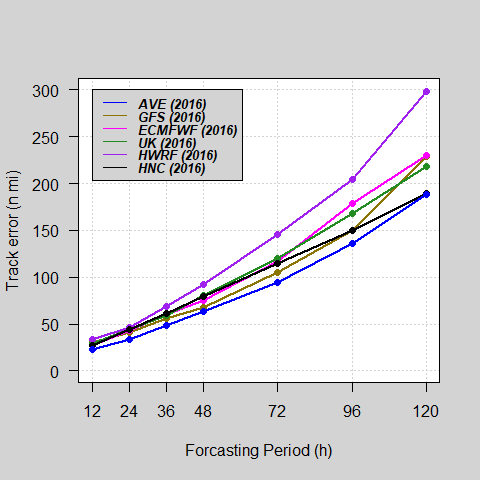 300
250
200
150
100
50
0
Track error (n mi)
AVE (2016)
GFS (2016)
ECMFWF (2016)
UK (2016)
HWRF (2016)
HNC (2016)
12 24 36 48 72 96 120
Forcasting Period (h)